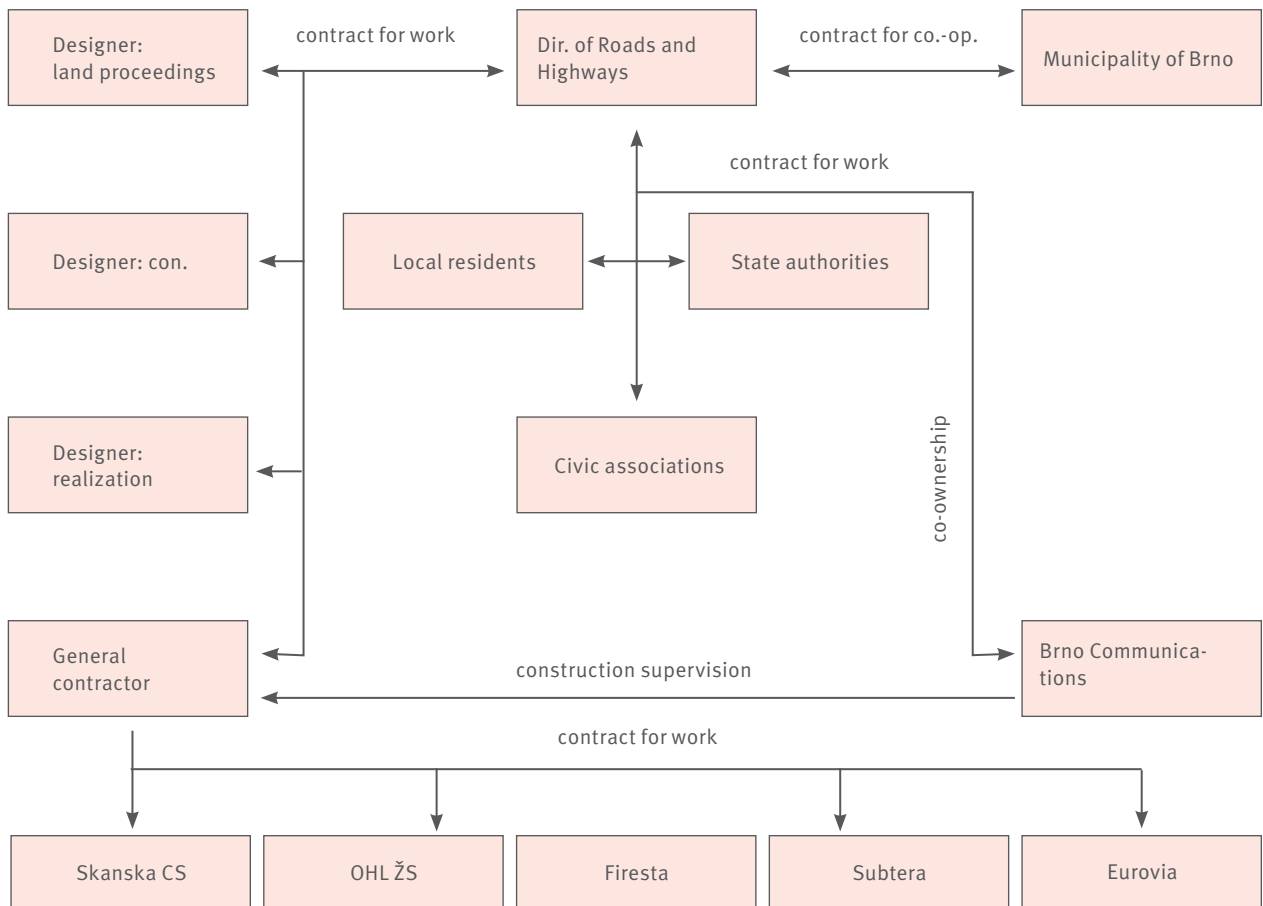 Designer:
land proceedings
contract for work
Dir. of Roads and
Highways
contract for co.-op.
Municipality of Brno
contract for work
Designer: con.
Local residents
State authorities
Designer:
realization
Civic associations
co-ownership
General
contractor
construction supervision
Brno Communica-
tions
contract for work
Skanska CS
OHL ŽS
Firesta
Subtera
Eurovia